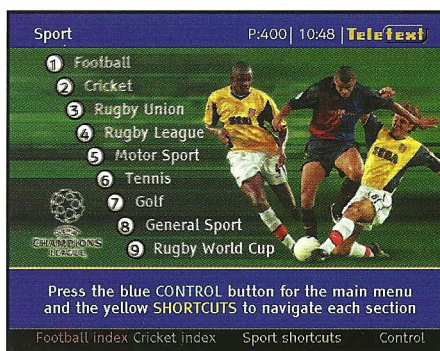 Sport P:400 | 10:48 | Teletext
1 Football
2 Cricket
3 Rugby Union
4 Rugby League
5 Motor Sport
6 Tennis
7 Golf
8 General Sport
9 Rugby World Cup
SEGA
CHAMPIONS
LEAGUE
Press the blue CONTROL button for the main menu
and the yellow SHORTCUTS to navigate each section
Football index Cricket index Sport shortcuts Control